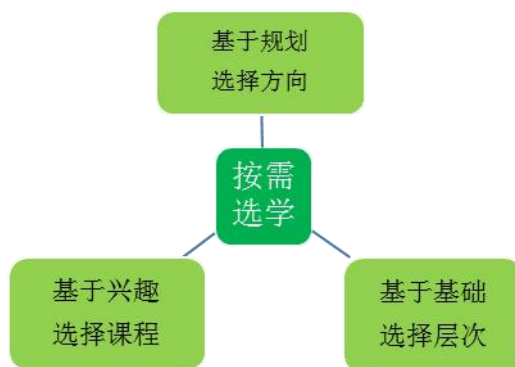 基于规划
选择方向
按需
选学
基于兴趣
选择课程
基于基础
选择层次